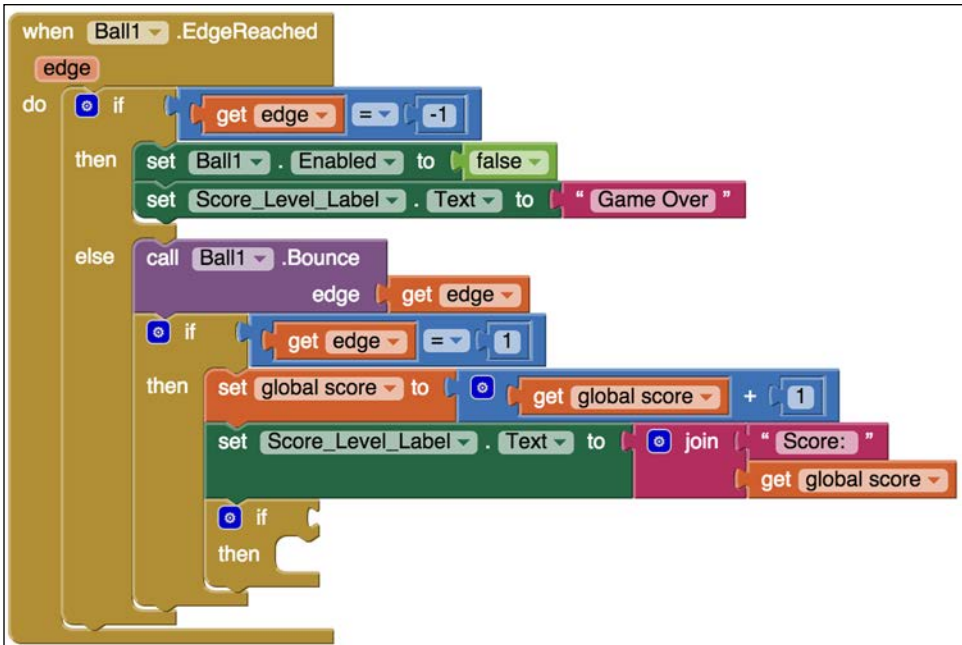 when Ball1 .EdgeReached
edge
do if get edge = -1
then set Ball1 . Enabled to false
set Score_Level_Label . Text to " Game Over "
else call Ball1 .Bounce
edge get edge
if get edge = 1
then set global score to get global score + 1
set Score_Level_Label . Text to join " Score: "
get global score
if
then